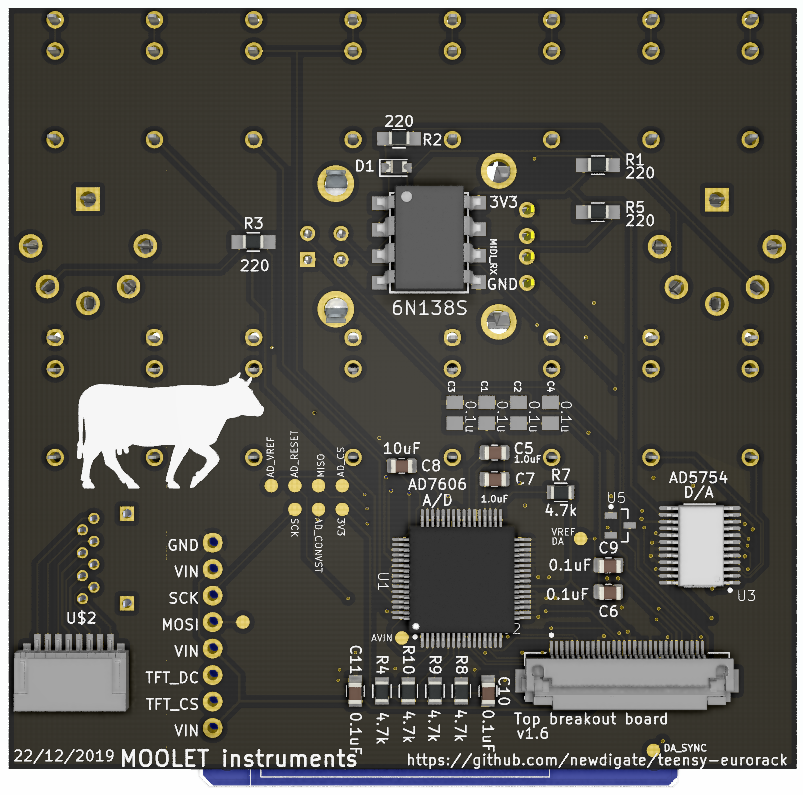 220
R2
D1
R1
220
3V3
R5
220
R3
220
MIDI_RX
GND
6N138S
C3
C1
C2
C4
0.1u
0.1u
0.1u
0.1u
AD_VREF
AD_RESET
MISO
AD_CS
10uF
C8
C5
1.0uF
C7
1.0uF
AD7606
A/D
R7
4.7k
U5
AD5754
D/A
SCK
AD_CONVST
3V3
VREF
DA
C9
0.1uF
0.1uF
C6
U3
U1
GND
VIN
SCK
MOSI
VIN
TFT_DC
TFT_CS
VIN
U$2
AVIN
C11
R4
R10
R9
R8
C10
0.1uF
4.7k
4.7k
4.7k
4.7k
0.1uF
Top breakout board
v1.6
DA_SYNC
22/12/2019 MOOLET instruments
https://github.com/newdigate/teensy-eurorack